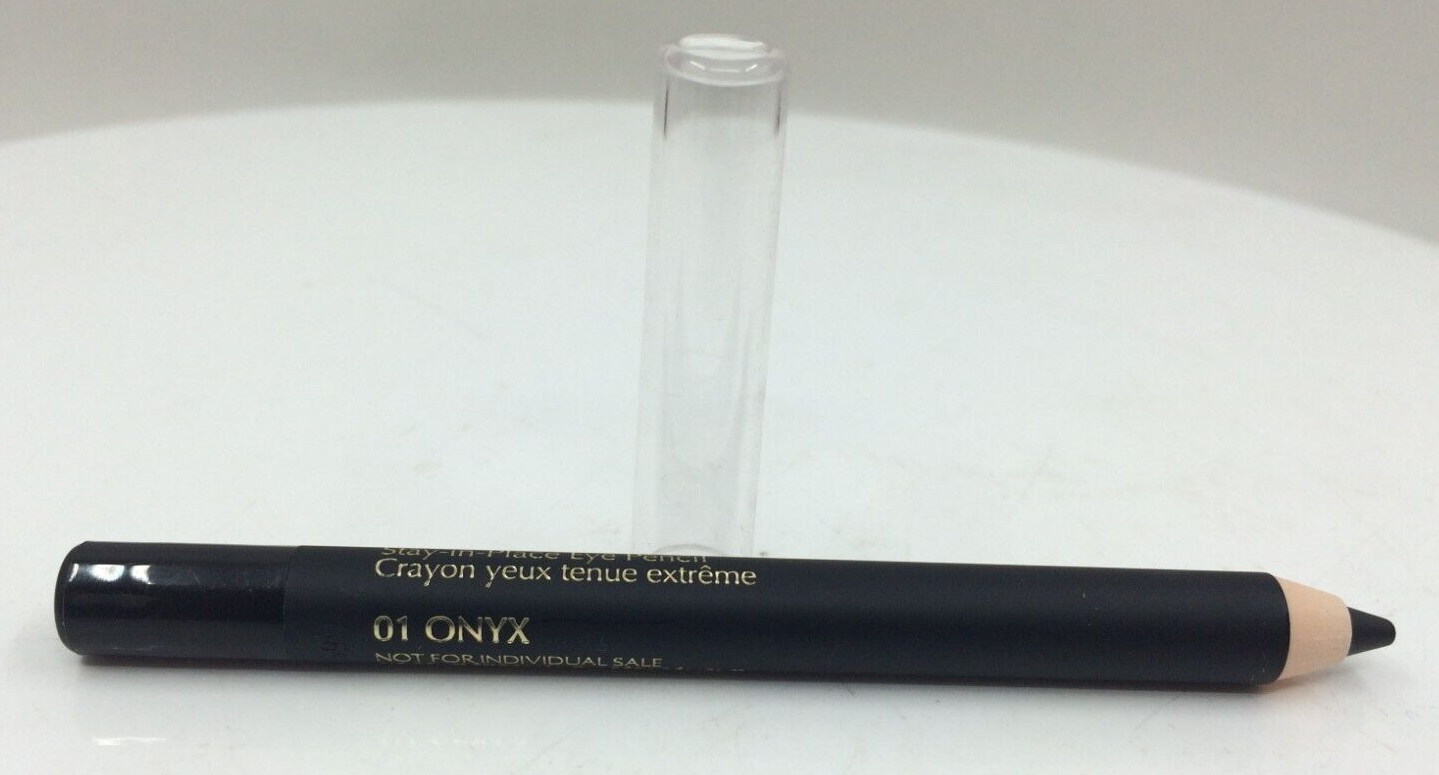 Stay-in-Place Eye Pencil
Crayon yeux tenue extrême
01 ONYX
NOT FOR INDIVIDUAL SALE